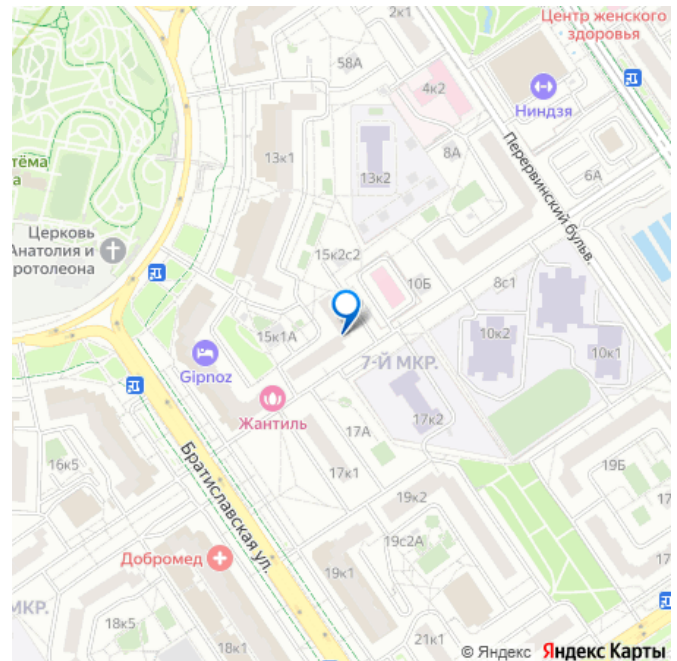 Центр женского
здоровья
2к1
58А
4к2
Ниндзя
8А
Перервинский бульв.
6А
13к1
13к2
тёма
а
Церковь
Анатолия и
ротолеона
15к2с2
10Б
8с1
15к1А
10к2
10к1
7-Й МКР.
Gipnoz
Жантиль
17к2
17А
17к1
16к5
Братиславская ул.
19Б
19к2
17
19с2А
17
Добромед
19к1
МКР.
18к5
18к1
21к1
© Яндекс Яндекс Карты